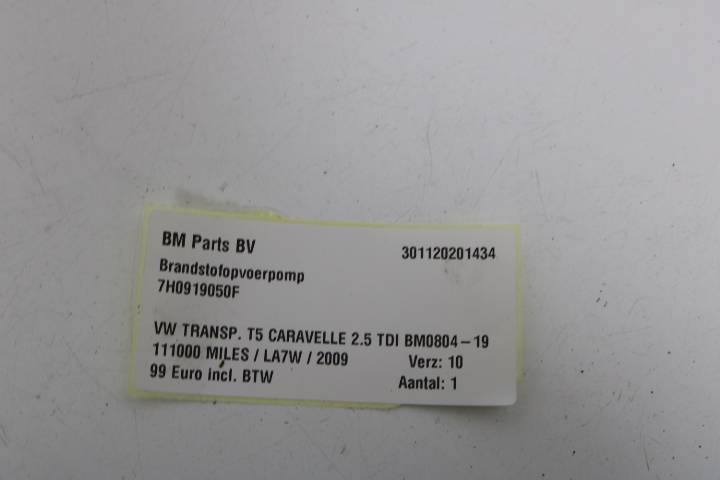 BM Parts BV 301120201434
Brandstofopvoerpomp
7H0919050F
VW TRANSP. T5 CARAVELLE 2.5 TDI BM0804-19
111000 MILES / LA7W / 2009 Verz: 10
99 Euro incl. BTW Aantal: 1